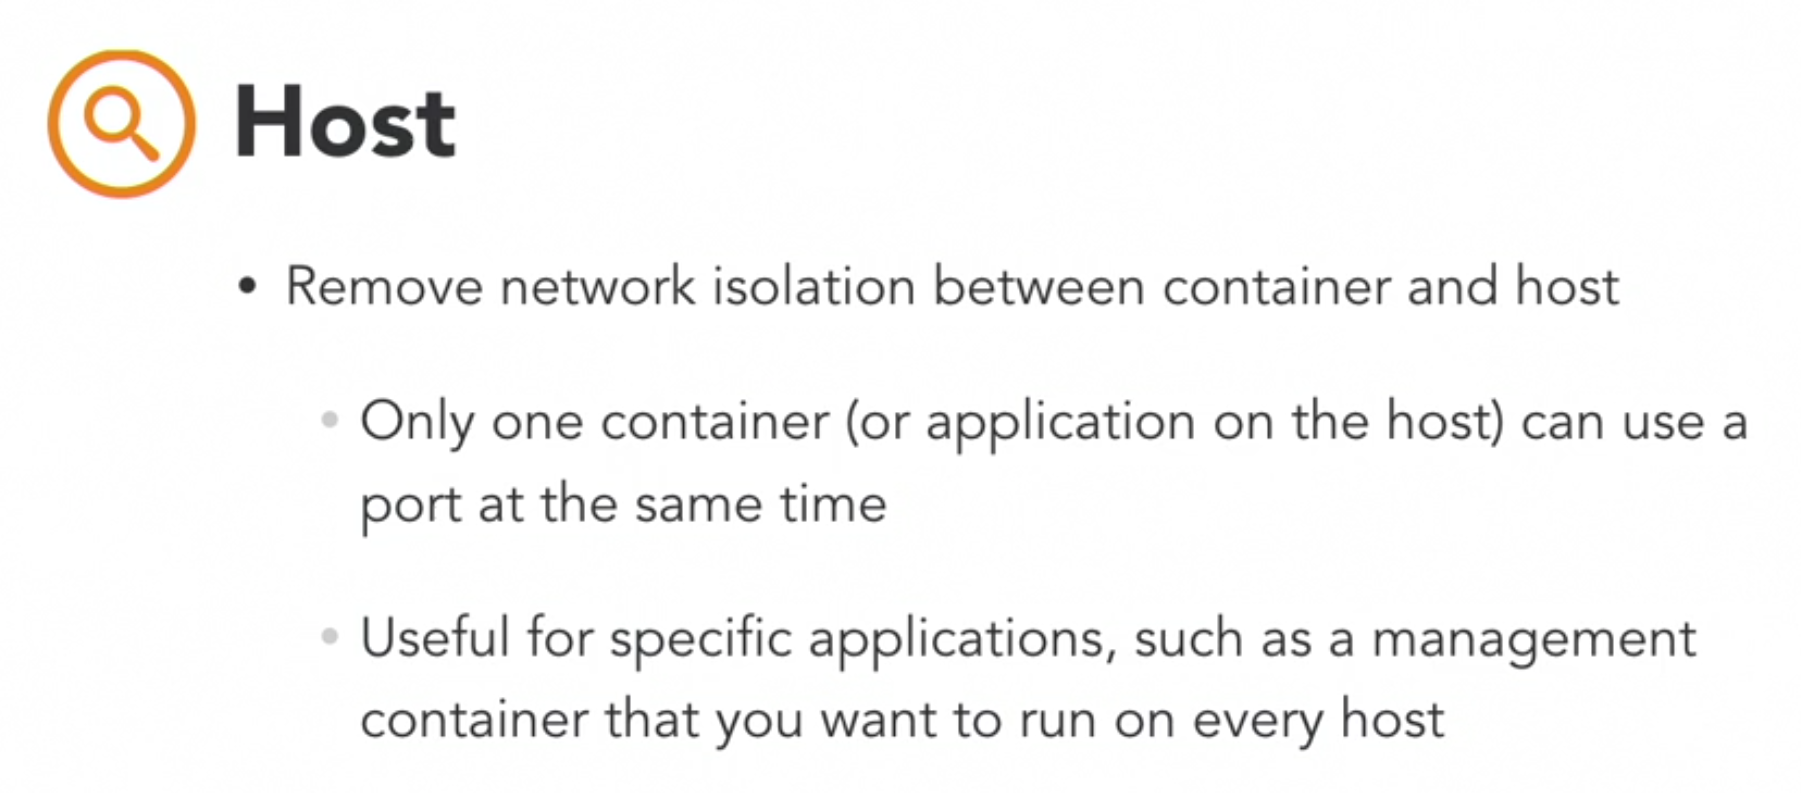 Host
• Remove network isolation between container and host
• Only one container (or application on the host) can use a
port at the same time
• Useful for specific applications, such as a management
container that you want to run on every host